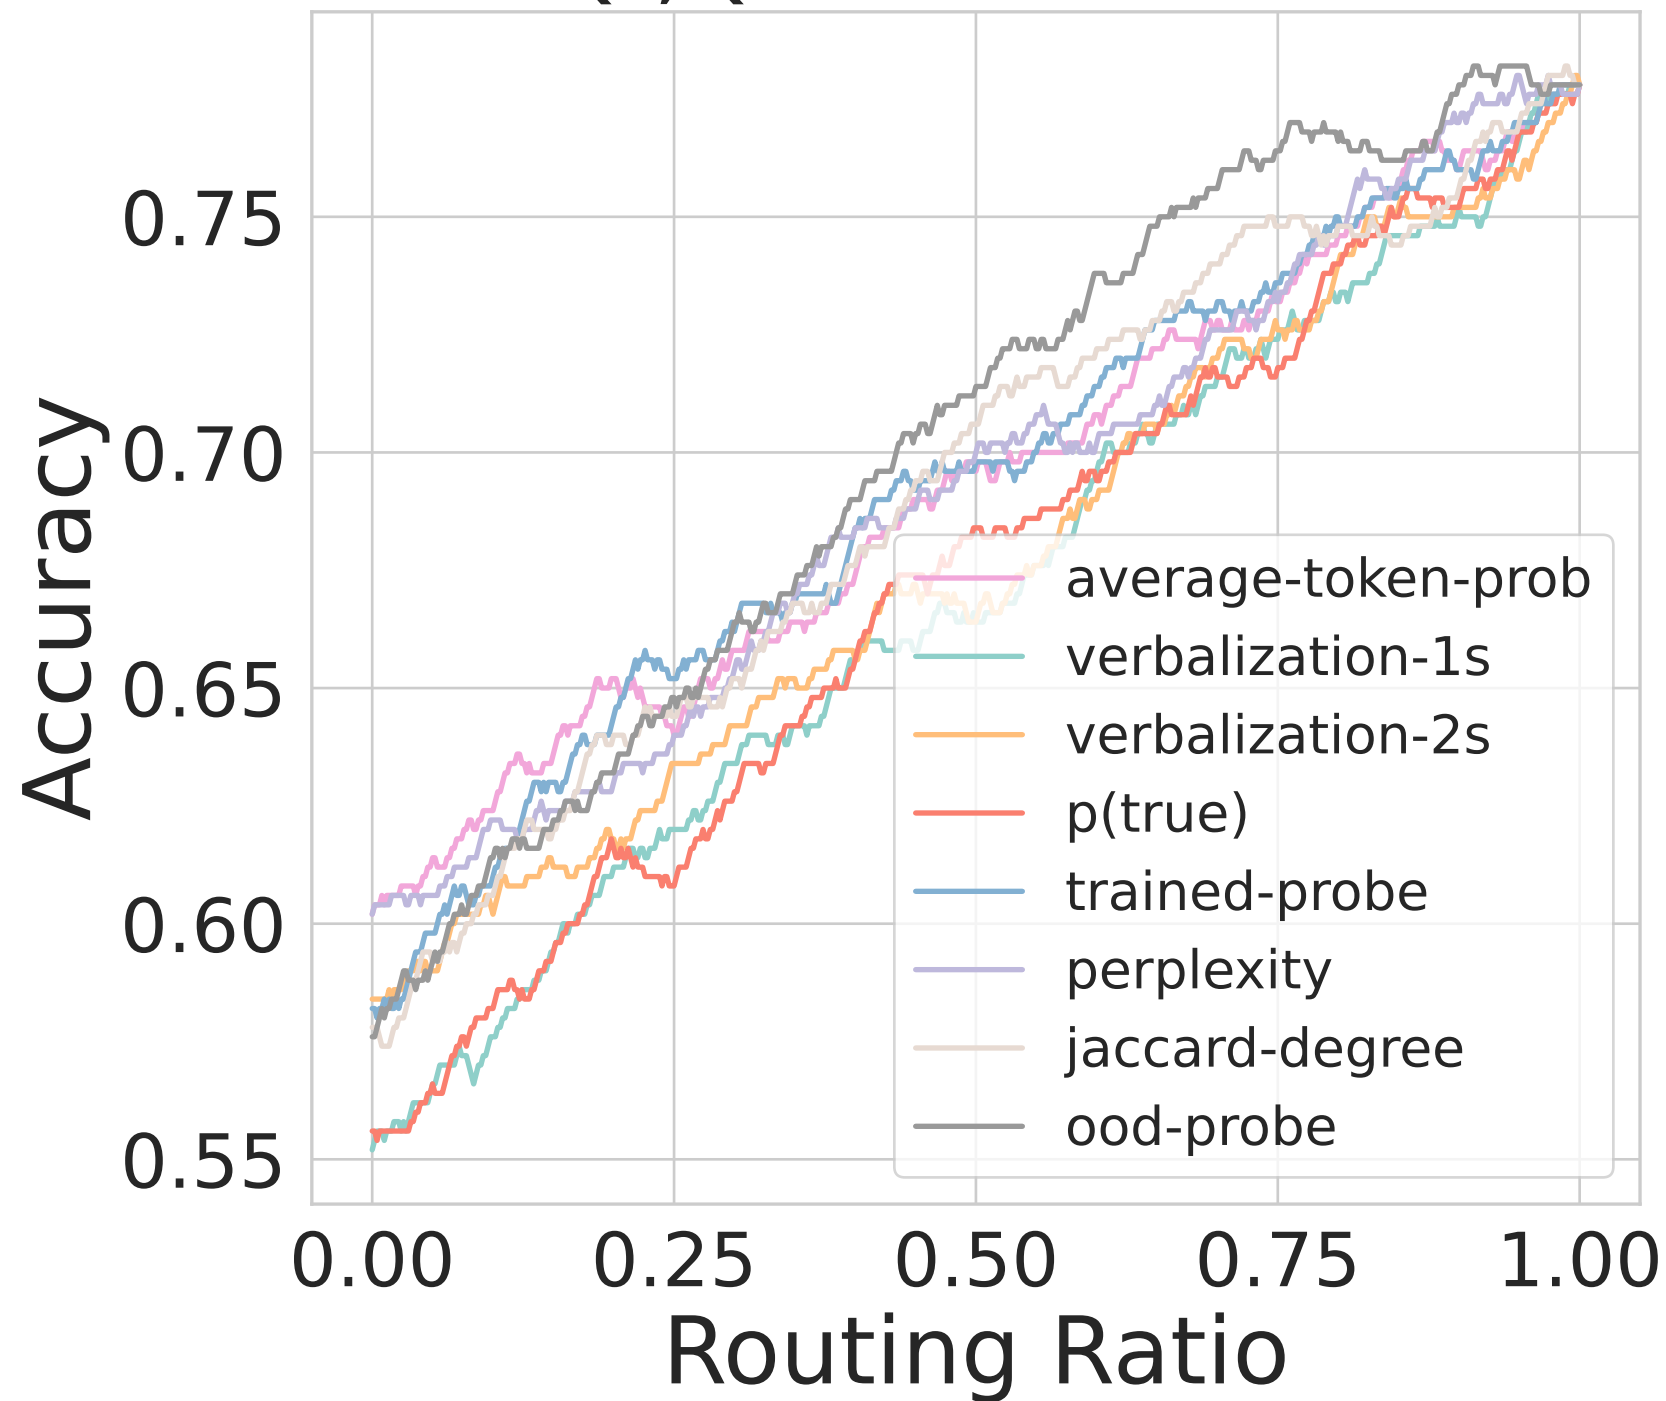 0.75
0.70
0.65
0.60
0.55
Accuracy
average-token-prob
verbalization-1s
verbalization-2s
p(true)
trained-probe
perplexity
jaccard-degree
ood-probe
0.00 0.25 0.50 0.75 1.00
Routing Ratio